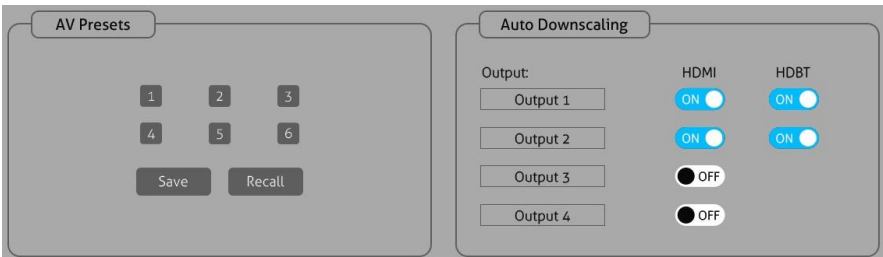 AV Presets
1 2 3
4 5 6
Save Recall
Auto Downscaling
Output: HDMI HDBT
Output 1 ON ON
Output 2 ON ON
Output 3 OFF
Output 4 OFF